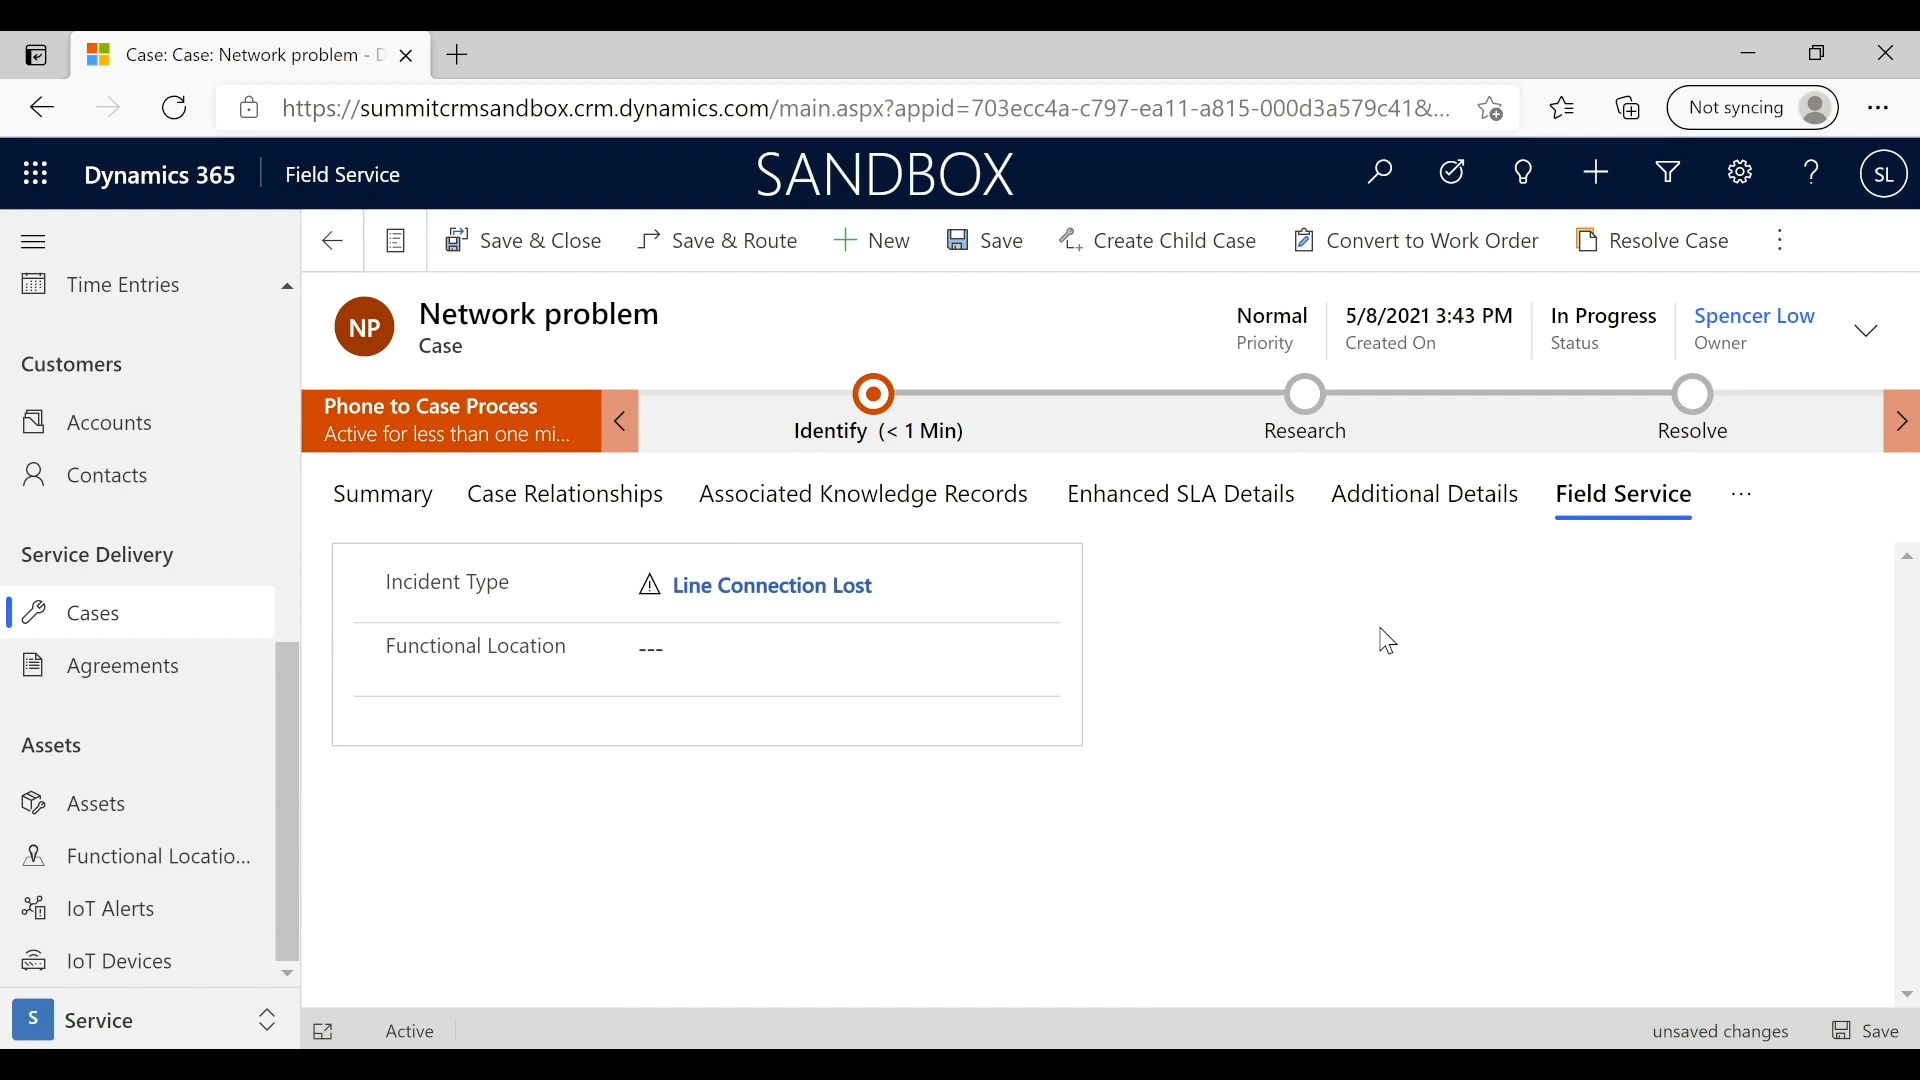 Case: Case: Network problem - D
https://summitcrmsandbox.crm.dynamics.com/main.aspx?appid=703ecc4a-c797-ea11-a815-000d3a579c41&...
Not syncing
Dynamics 365
Field Service
SANDBOX
SL
Save & Close
Save & Route
New
Save
Create Child Case
Convert to Work Order
Resolve Case
Time Entries
Customers
Accounts
Contacts
Service Delivery
Cases
Agreements
Assets
Assets
Functional Locatio...
IoT Alerts
IoT Devices
S
Service
NP
Network problem
Case
Normal
Priority
5/8/2021 3:43 PM
Created On
In Progress
Status
Spencer Low
Owner
Phone to Case Process
Active for less than one mi...
Identify (< 1 Min)
Research
Resolve
Summary
Case Relationships
Associated Knowledge Records
Enhanced SLA Details
Additional Details
Field Service
...
Incident Type
Line Connection Lost
Functional Location
---
Active
unsaved changes
Save